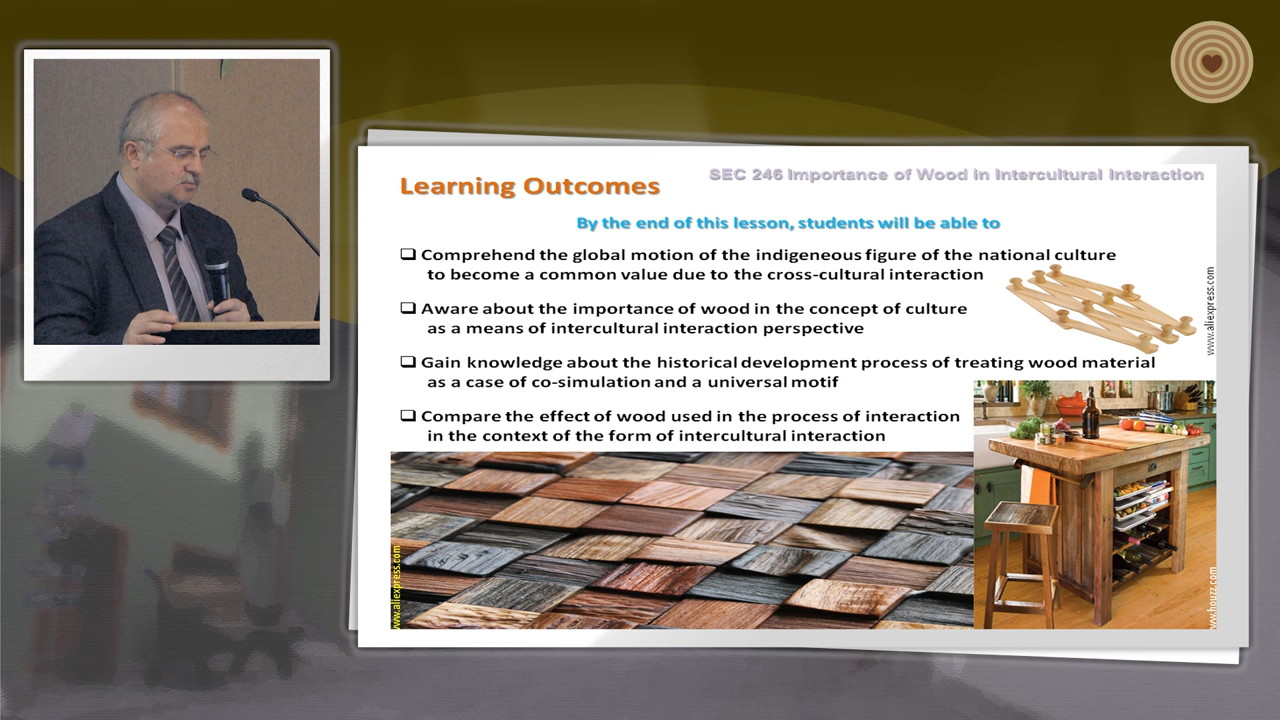 SEC 246 Importance of Wood in Intercultural Interaction
Learning Outcomes
By the end of this lesson, students will be able to
❑ Comprehend the global motion of the indigeneous figure of the national culture
to become a common value due to the cross-cultural interaction
❑ Aware about the importance of wood in the concept of culture
as a means of intercultural interaction perspective
❑ Gain knowledge about the historical development process of treating wood material
as a case of co-simulation and a universal motif
❑ Compare the effect of wood used in the process of interaction
in the context of the form of intercultural interaction
www.aliexpress.com
www.aliexpress.com
www.houzz.com